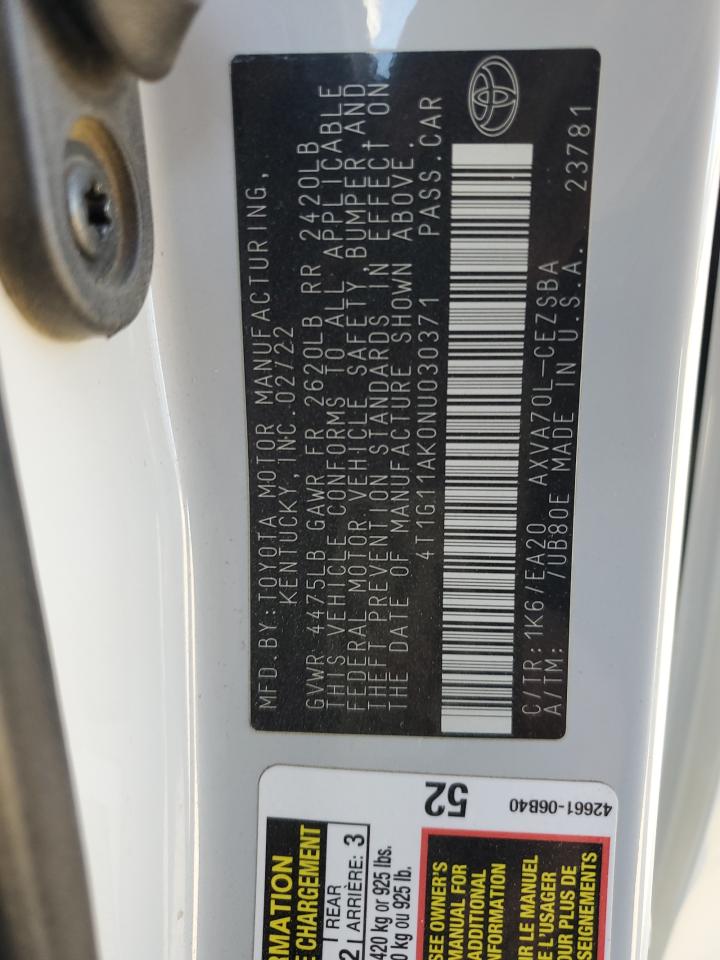 MFD.BY:TOYOTA MOTOR MANUFACTURING,
KENTUCKY, INC. 02/22
GVWR 4475LB GAWR FR 2620LB RR 2420LB
THIS VEHICLE CONFORMS TO ALL APPLICABLE
FEDERAL MOTOR VEHICLE SAFETY, BUMPER, AND
THEFT PREVENTION STANDARDS IN EFFECT ON
THE DATE OF MANUFACTURE SHOWN ABOVE.
4T1G11AK0NU030371 PASS.CAR
C/TR:1K6/EA20 AXVA70L-CEZSBA
A/TM: /UB80E MADE IN U.S.A. 23781
RMATION
E CHARGEMENT
1 REAR
2 ARRIÈRE: 3
420 kg or 925 lbs.
0 kg ou 925 lb.
52
SEE OWNER'S
MANUAL FOR
ADDITIONAL
INFORMATION
IR LE MANUEL
E L'USAGER
OUR PLUS DE
SEIGNEMENTS
42661-06B40